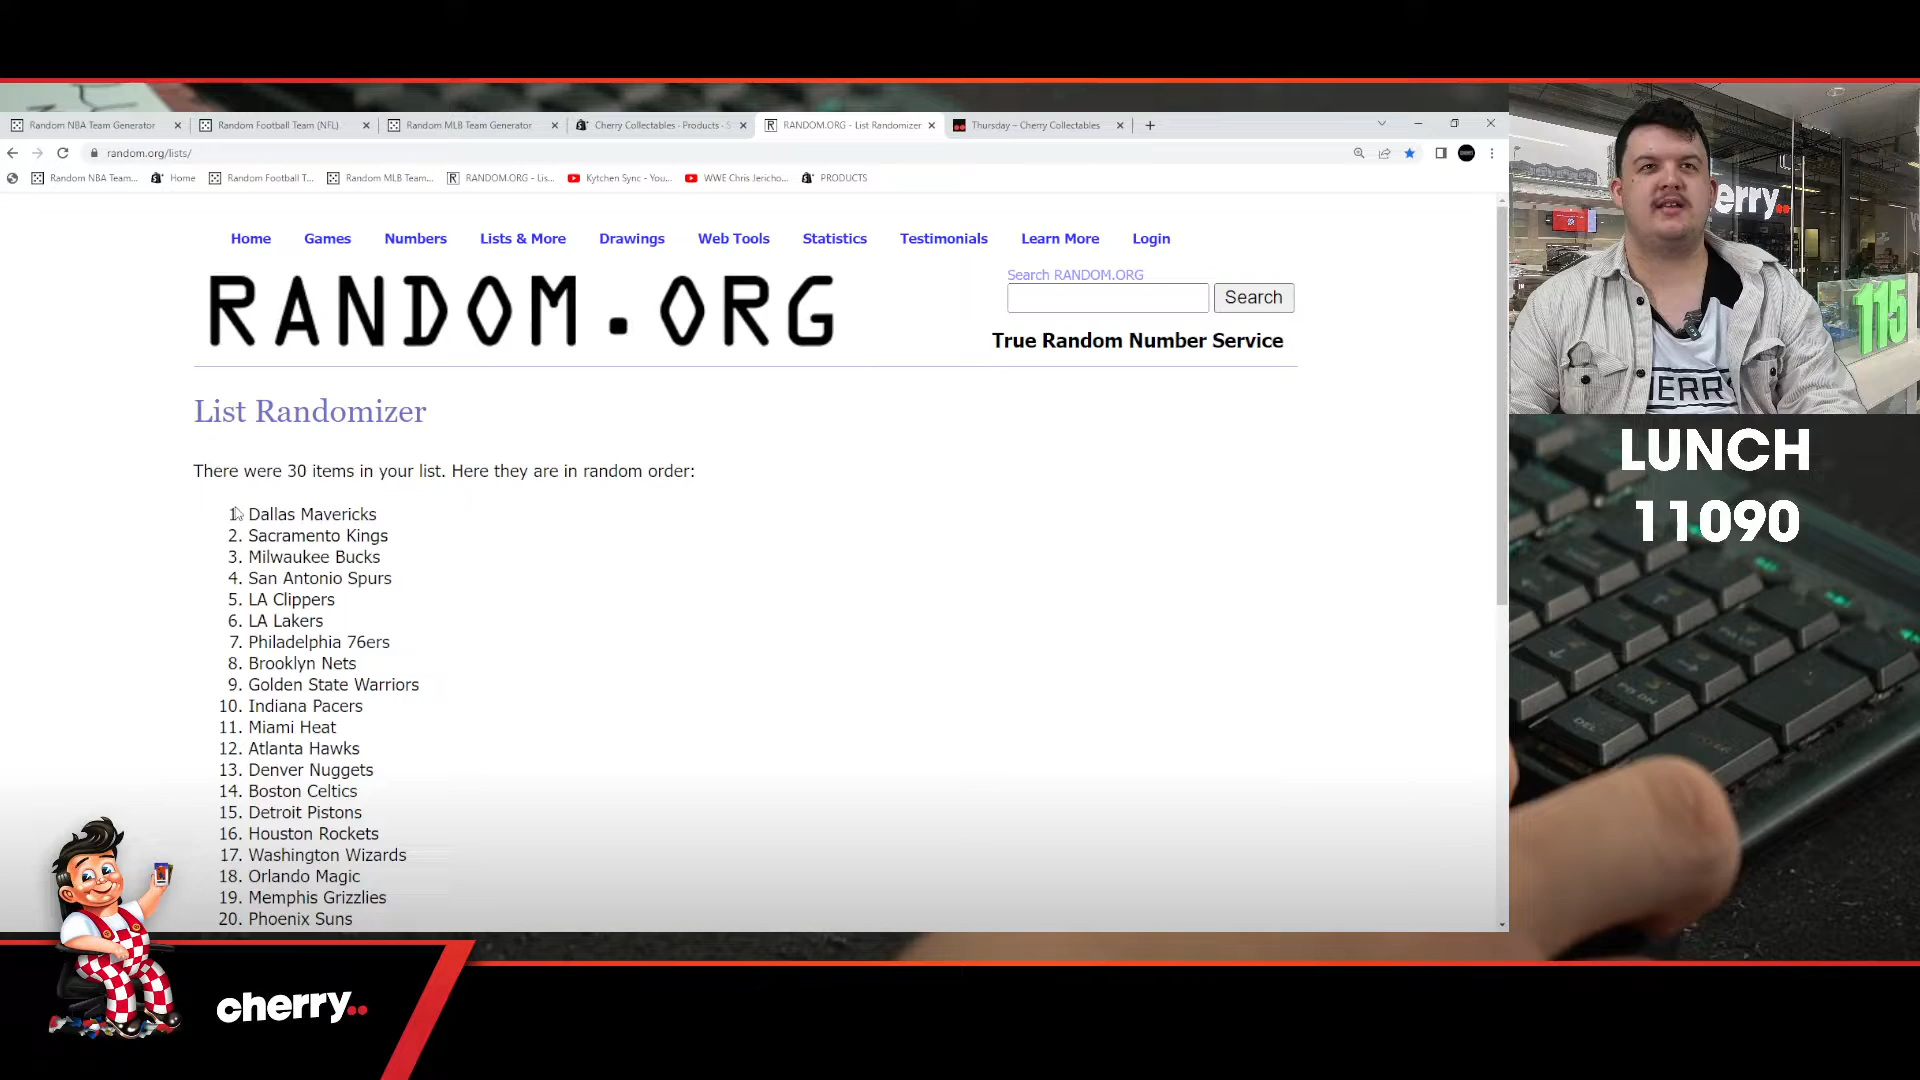 Random NBA Team Generator
Random Football Team (NFL)
Random MLB Team Generator
Cherry Collectables - Products - S
RANDOM.ORG - List Randomizer
Thursday – Cherry Collectables
random.org/lists/
Random NBA Team...
Home
Random Football T...
Random MLB Team...
RANDOM.ORG - Lis...
Kytchen Sync - You...
WWE Chris Jericho...
PRODUCTS
Home Games Numbers Lists & More Drawings Web Tools Statistics Testimonials Learn More Login
RANDOM.ORG
Search RANDOM.ORG
Search
True Random Number Service
List Randomizer
There were 30 items in your list. Here they are in random order:
1. Dallas Mavericks
2. Sacramento Kings
3. Milwaukee Bucks
4. San Antonio Spurs
5. LA Clippers
6. LA Lakers
7. Philadelphia 76ers
8. Brooklyn Nets
9. Golden State Warriors
10. Indiana Pacers
11. Miami Heat
12. Atlanta Hawks
13. Denver Nuggets
14. Boston Celtics
15. Detroit Pistons
16. Houston Rockets
17. Washington Wizards
18. Orlando Magic
19. Memphis Grizzlies
20. Phoenix Suns
erry..
115
HERR
LUNCH
11090
PG DN
DEL
cherry..